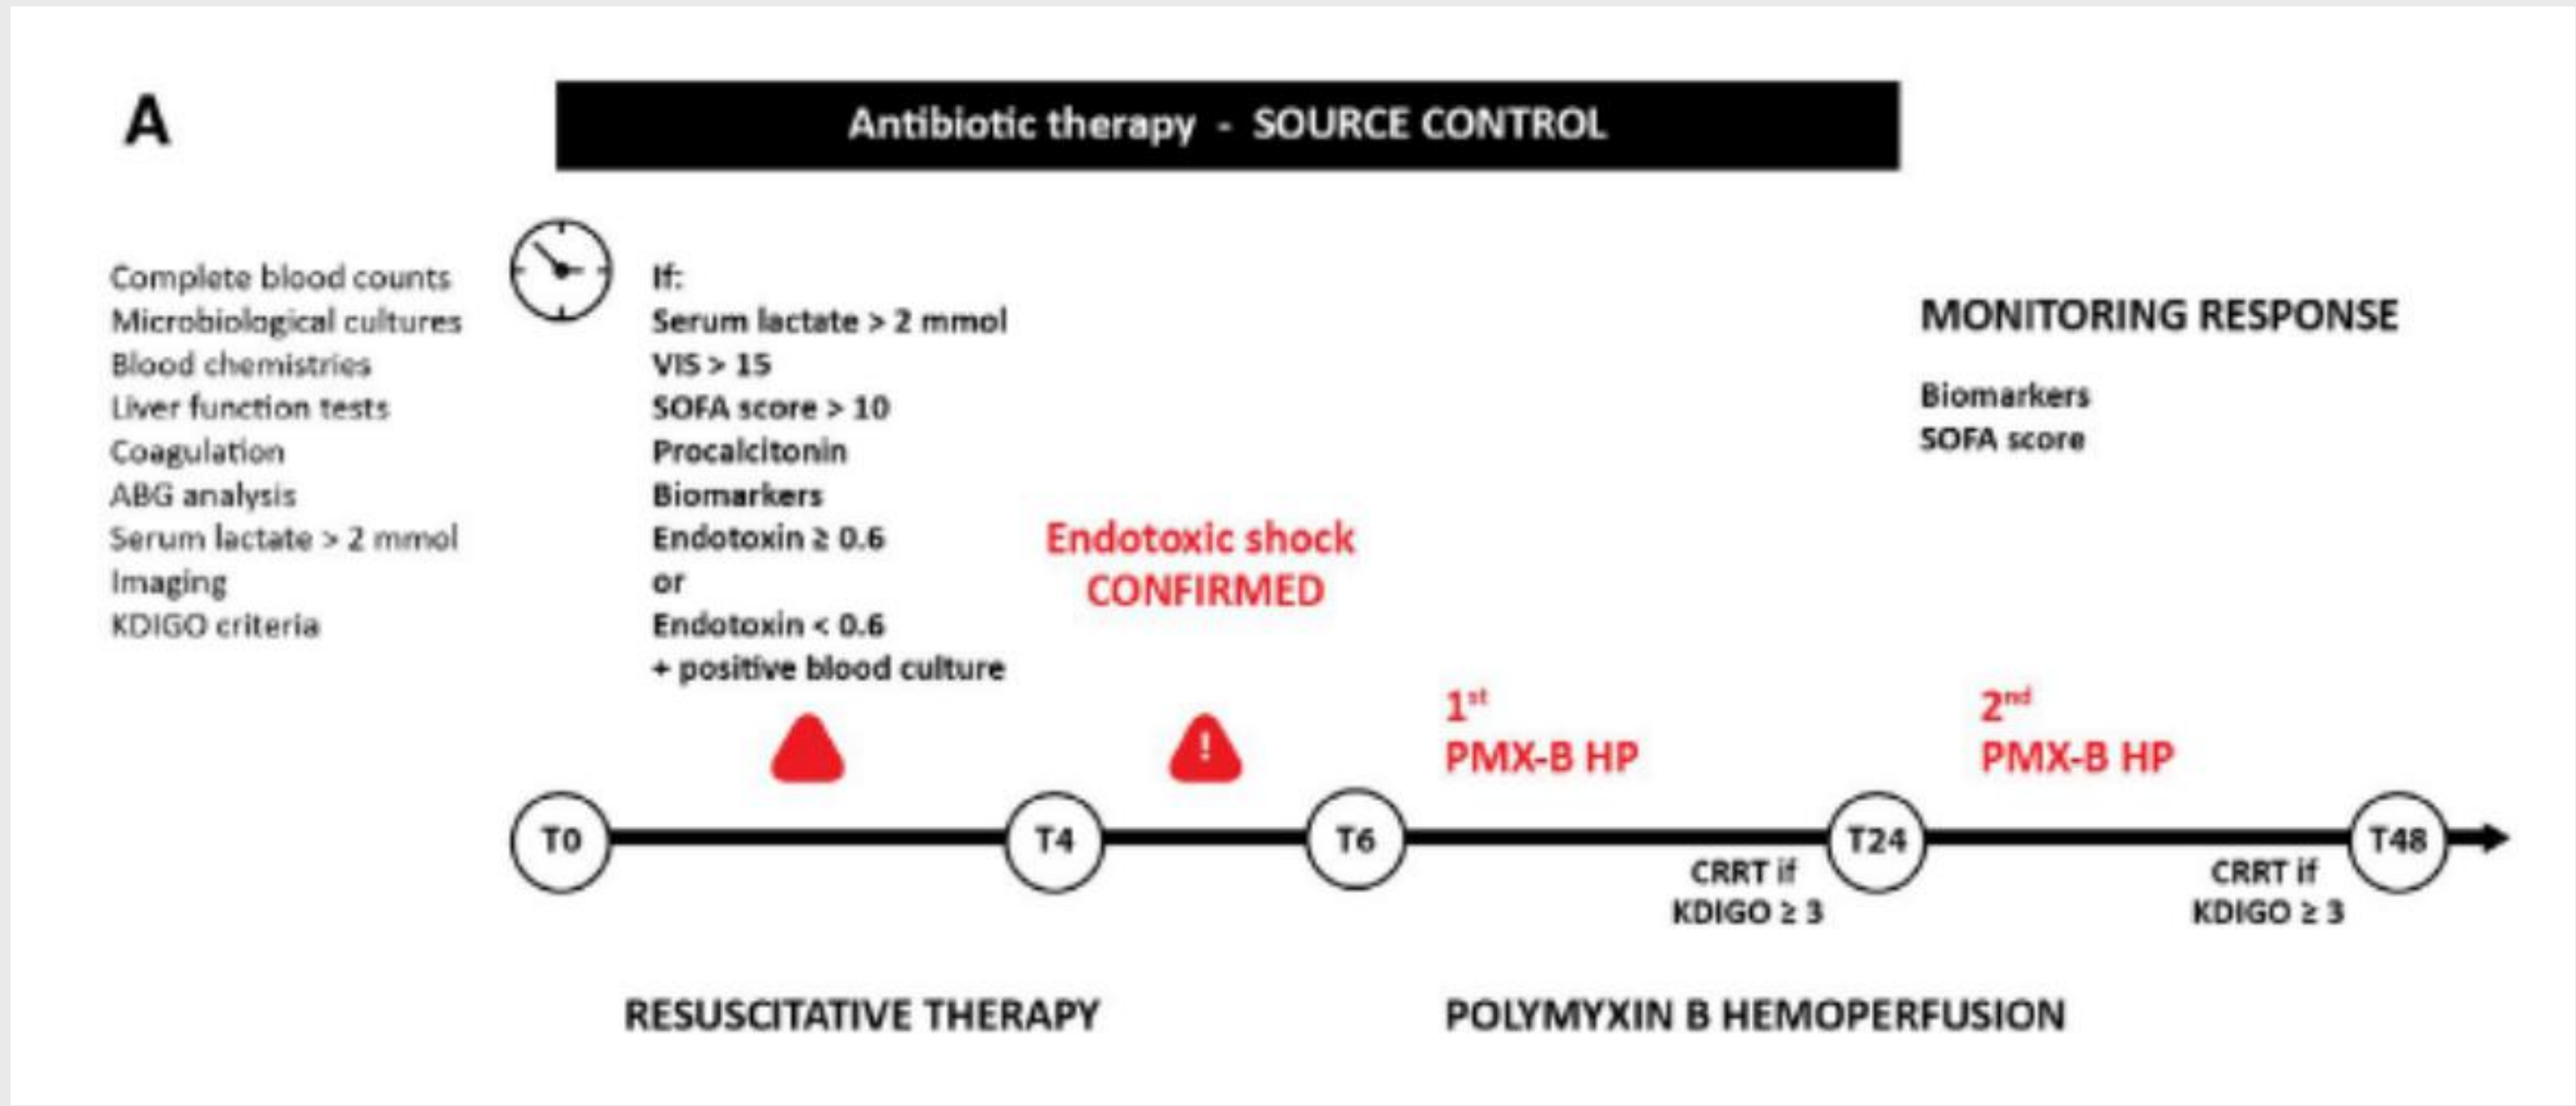 A
Antibiotic therapy - SOURCE CONTROL
Complete blood counts
Microbiological cultures
Blood chemistries
Liver function tests
Coagulation
ABG analysis
Serum lactate > 2 mmol
Imaging
KDIGO criteria
If:
Serum lactate > 2 mmol
VIS > 15
SOFA score > 10
Procalcitonin
Biomarkers
Endotoxin ≥ 0.6
or
Endotoxin < 0.6
+ positive blood culture
Endotoxic shock
CONFIRMED
!
MONITORING RESPONSE
Biomarkers
SOFA score
1st
PMX-B HP
2nd
PMX-B HP
T0
T4
T6
T24
T48
CRRT if
KDIGO ≥ 3
CRRT if
KDIGO ≥ 3
RESUSCITATIVE THERAPY
POLYMYXIN B HEMOPERFUSION